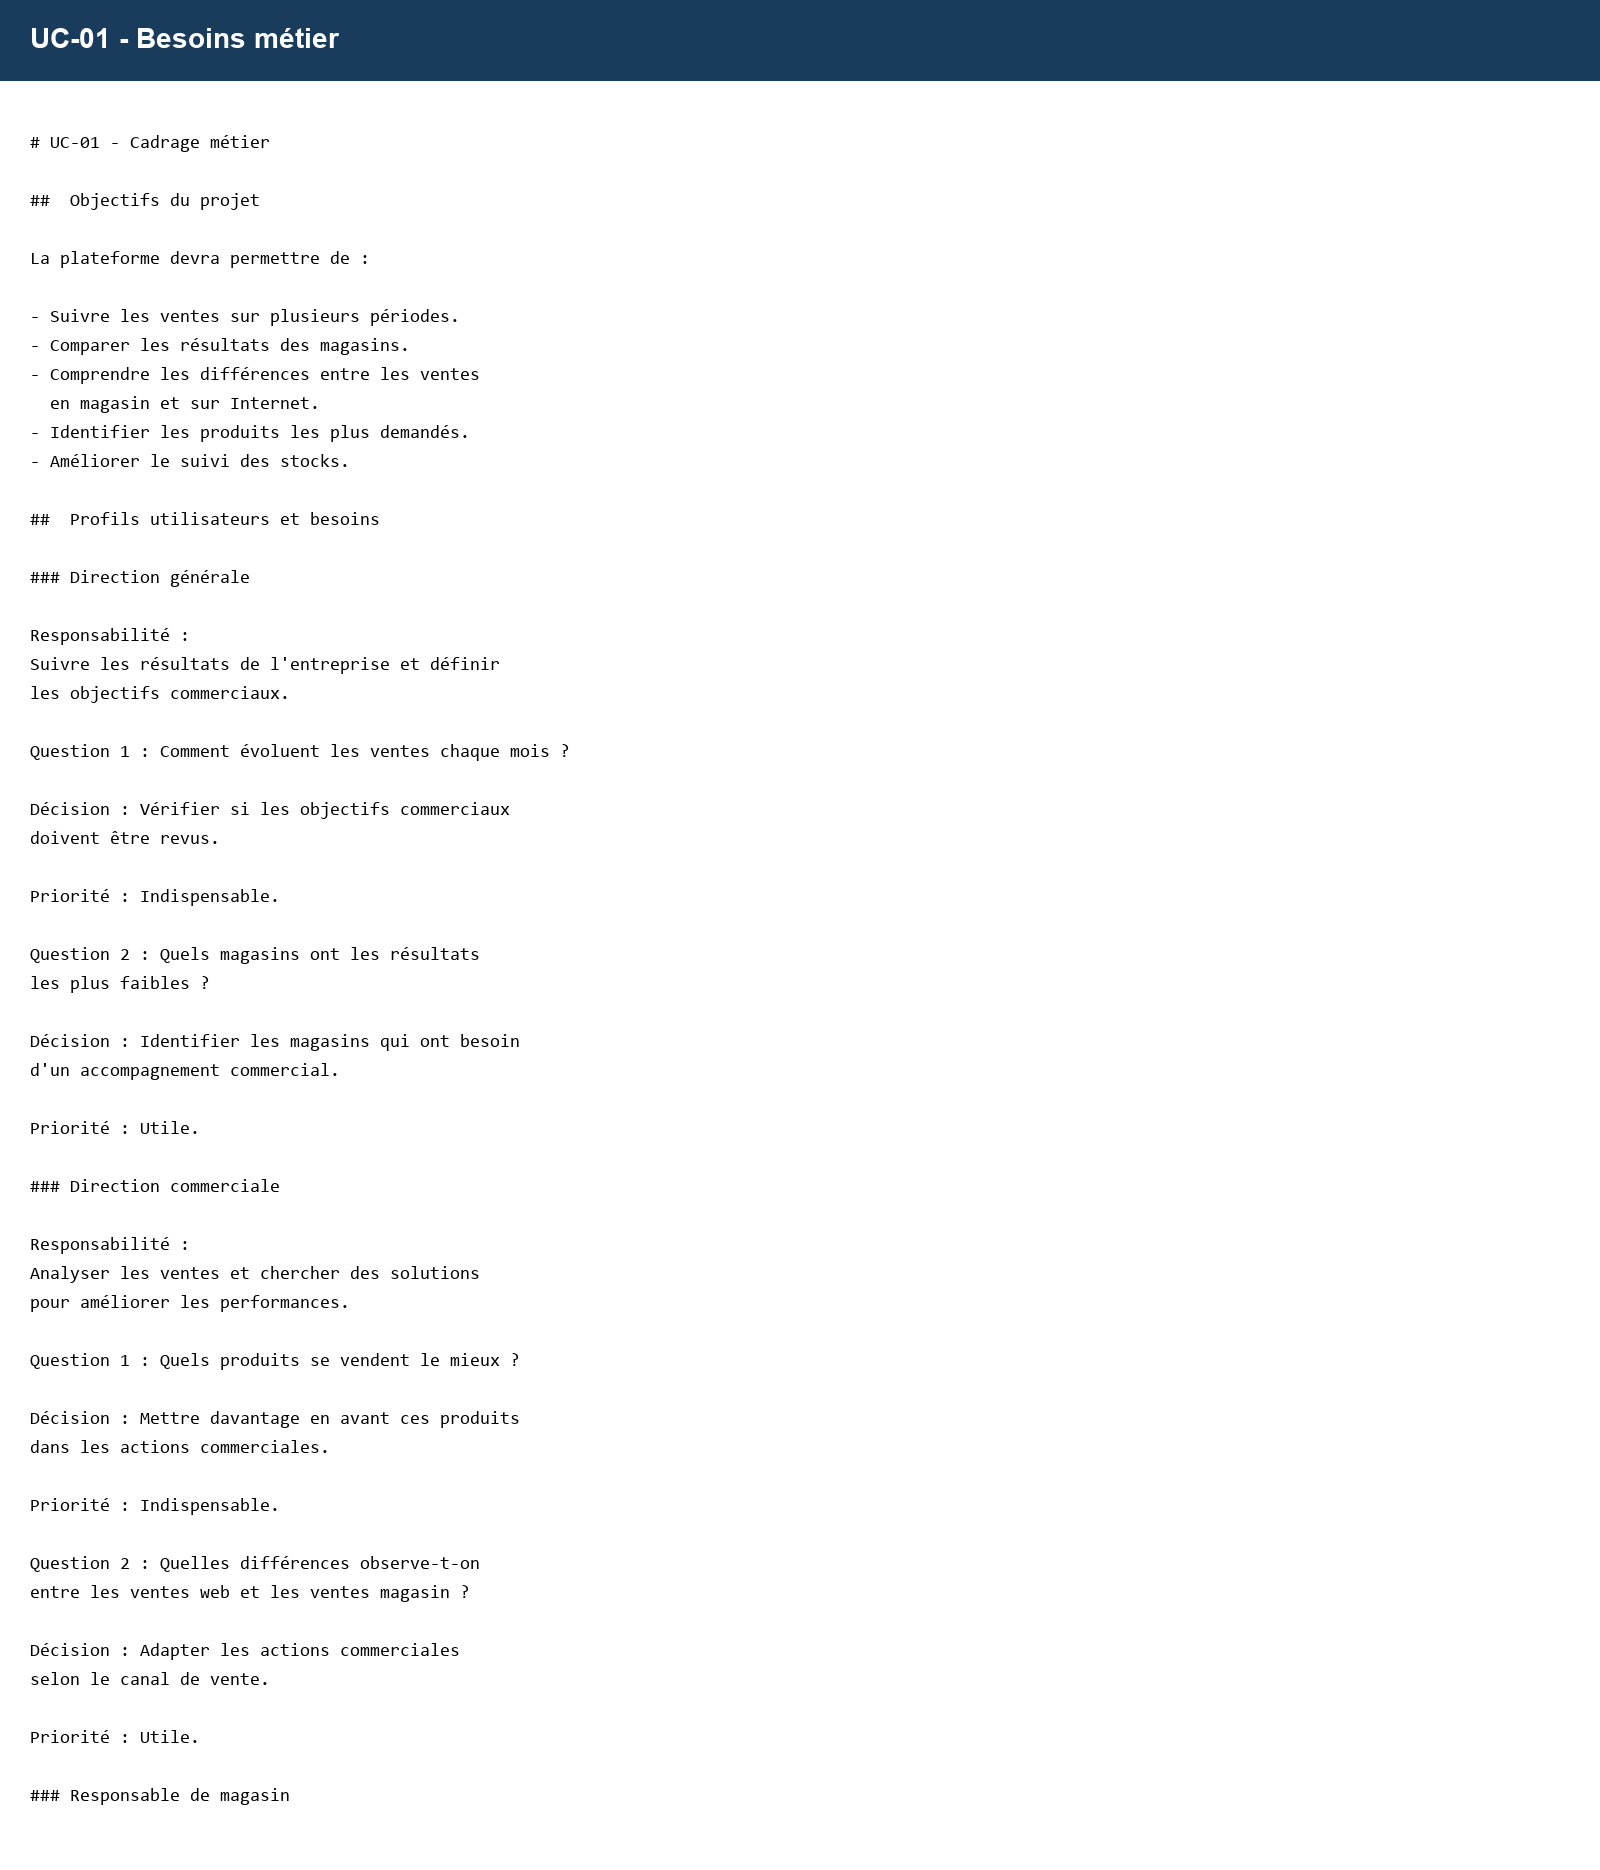 UC-01 - Besoins métier
# UC-01 - Cadrage métier
##  Objectifs du projet
La plateforme devra permettre de :
- Suivre les ventes sur plusieurs périodes.
- Comparer les résultats des magasins.
- Comprendre les différences entre les ventes
  en magasin et sur Internet.
- Identifier les produits les plus demandés.
- Améliorer le suivi des stocks.
##  Profils utilisateurs et besoins
### Direction générale
Responsabilité :
Suivre les résultats de l'entreprise et définir
les objectifs commerciaux.
Question 1 : Comment évoluent les ventes chaque mois ?
Décision : Vérifier si les objectifs commerciaux
doivent être revus.
Priorité : Indispensable.
Question 2 : Quels magasins ont les résultats
les plus faibles ?
Décision : Identifier les magasins qui ont besoin
d'un accompagnement commercial.
Priorité : Utile.
### Direction commerciale
Responsabilité :
Analyser les ventes et chercher des solutions
pour améliorer les performances.
Question 1 : Quels produits se vendent le mieux ?
Décision : Mettre davantage en avant ces produits
dans les actions commerciales.
Priorité : Indispensable.
Question 2 : Quelles différences observe-t-on
entre les ventes web et les ventes magasin ?
Décision : Adapter les actions commerciales
selon le canal de vente.
Priorité : Utile.
### Responsable de magasin